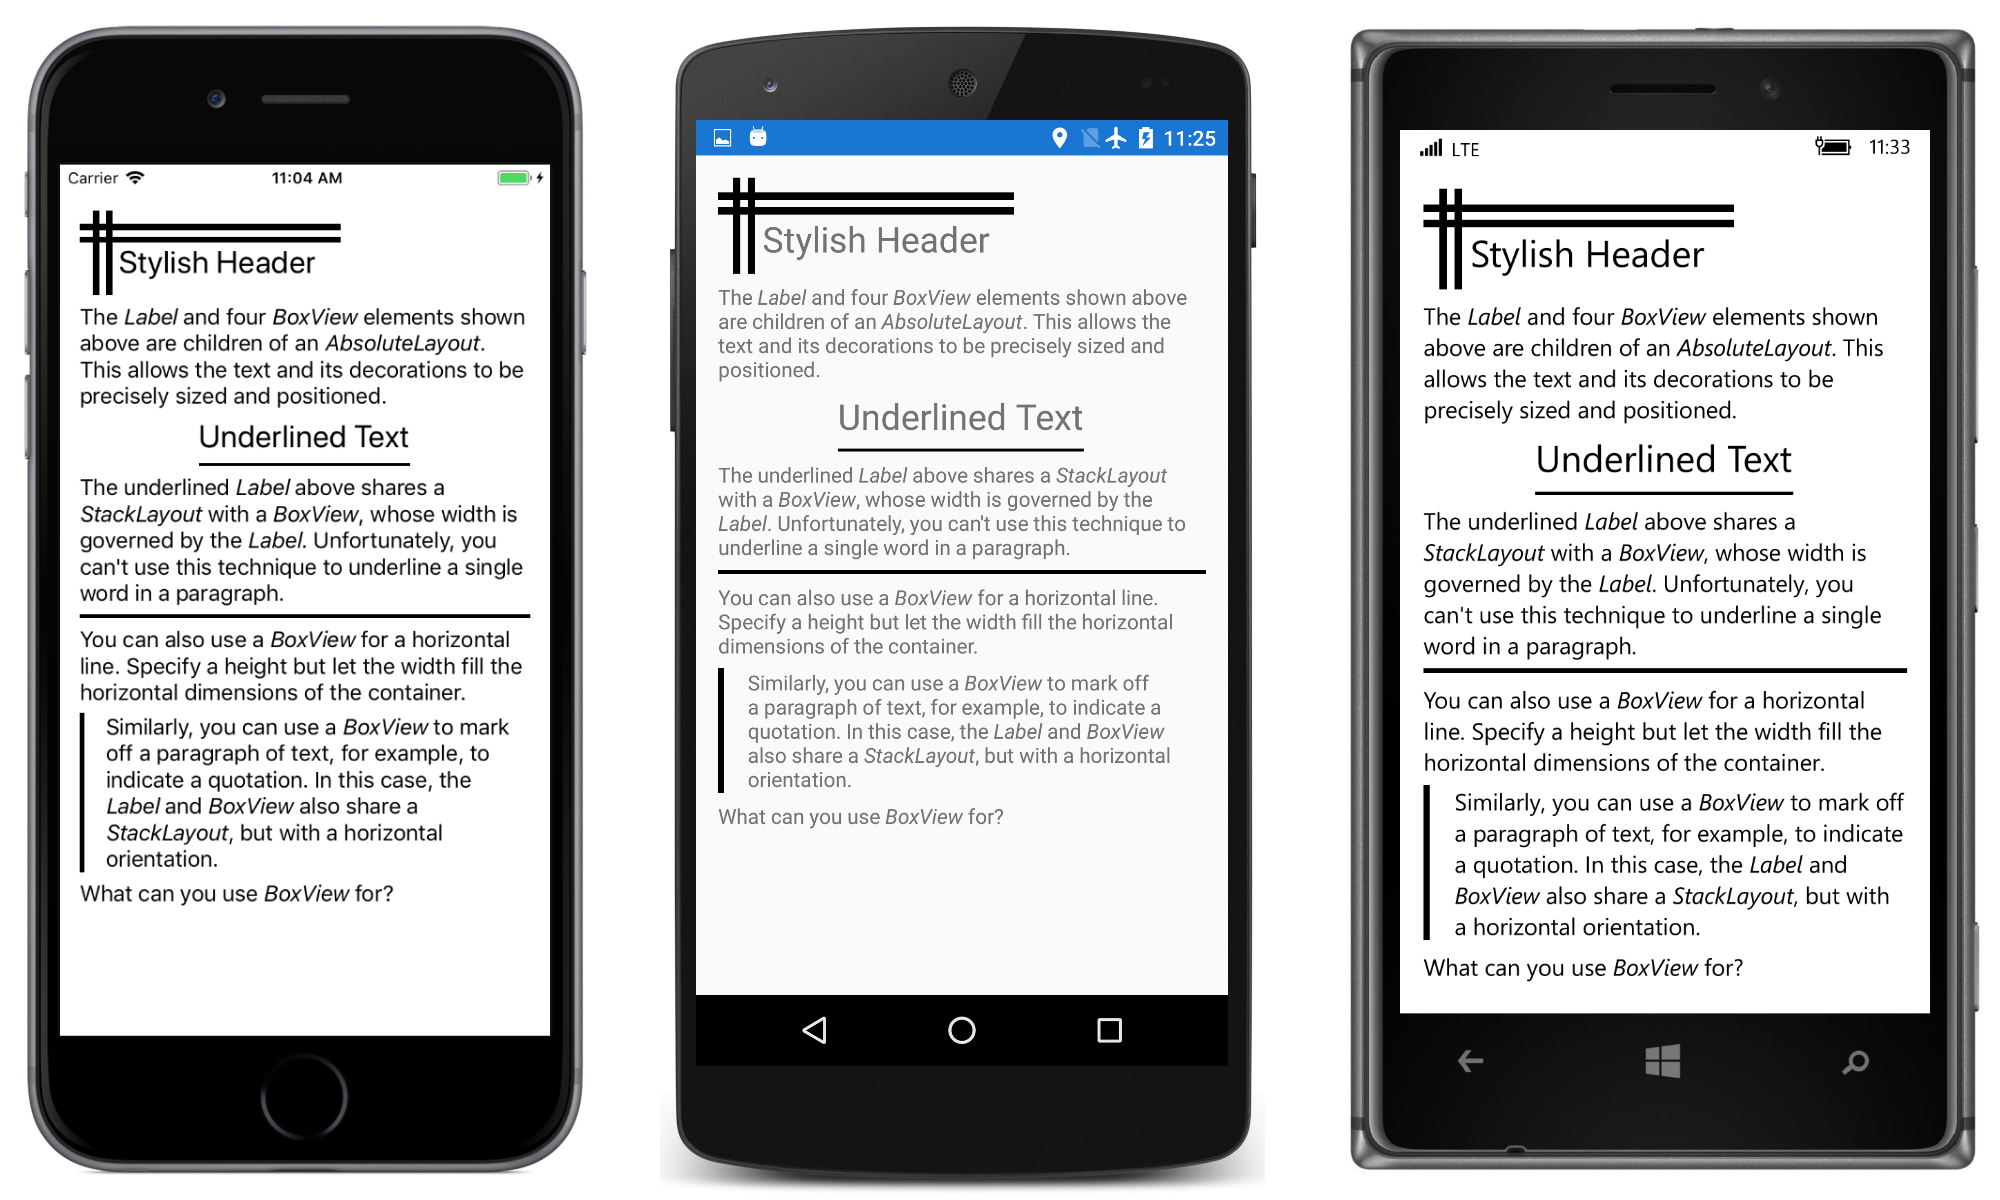 Carrier
11:04 AM
Stylish Header
The Label and four BoxView elements shown
above are children of an AbsoluteLayout.
This allows the text and its decorations to be
precisely sized and positioned.
Underlined Text
The underlined Label above shares a
StackLayout with a BoxView, whose width is
governed by the Label. Unfortunately, you
can't use this technique to underline a single
word in a paragraph.
You can also use a BoxView for a horizontal
line. Specify a height but let the width fill the
horizontal dimensions of the container.
Similarly, you can use a BoxView to mark
off a paragraph of text, for example, to
indicate a quotation. In this case, the
Label and BoxView also share a
StackLayout, but with a horizontal
orientation.
What can you use BoxView for?
11:25
Stylish Header
The Label and four BoxView elements shown above
are children of an AbsoluteLayout. This allows the
text and its decorations to be precisely sized and
positioned.
Underlined Text
The underlined Label above shares a StackLayout
with a BoxView, whose width is governed by the
Label. Unfortunately, you can't use this technique to
underline a single word in a paragraph.
You can also use a BoxView for a horizontal line.
Specify a height but let the width fill the horizontal
dimensions of the container.
Similarly, you can use a BoxView to mark off
a paragraph of text, for example, to indicate a
quotation. In this case, the Label and BoxView
also share a StackLayout, but with a horizontal
orientation.
What can you use BoxView for?
LTE
11:33
Stylish Header
The Label and four BoxView elements shown
above are children of an AbsoluteLayout. This
allows the text and its decorations to be
precisely sized and positioned.
Underlined Text
The underlined Label above shares a
StackLayout with a BoxView, whose width is
governed by the Label. Unfortunately, you
can't use this technique to underline a single
word in a paragraph.
You can also use a BoxView for a horizontal
line. Specify a height but let the width fill the
horizontal dimensions of the container.
Similarly, you can use a BoxView to mark off
a paragraph of text, for example, to indicate
a quotation. In this case, the Label and
BoxView also share a StackLayout, but with
a horizontal orientation.
What can you use BoxView for?